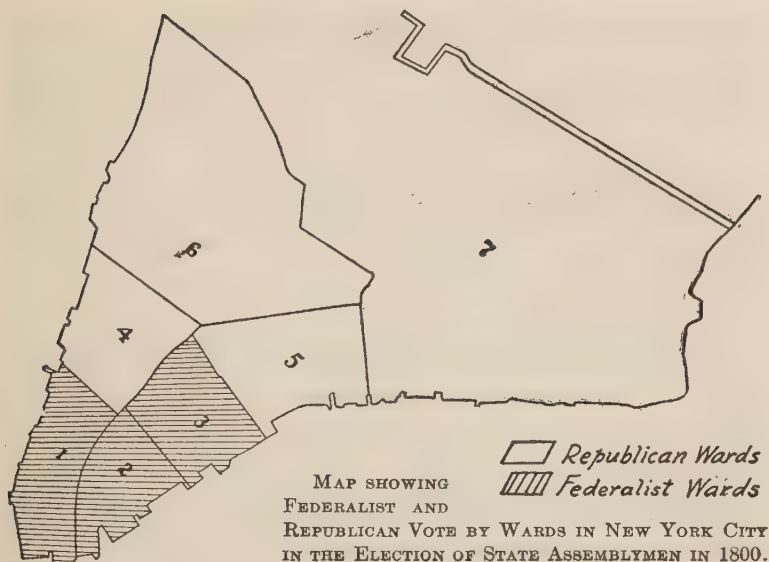 6
7
4
5
3
1
2
Republican Wards
Federalist Wards
MAP SHOWING
FEDERALIST AND
REPUBLICAN VOTE BY WARDS IN NEW YORK CITY
IN THE ELECTION OF STATE ASSEMBLYMEN IN 1800.